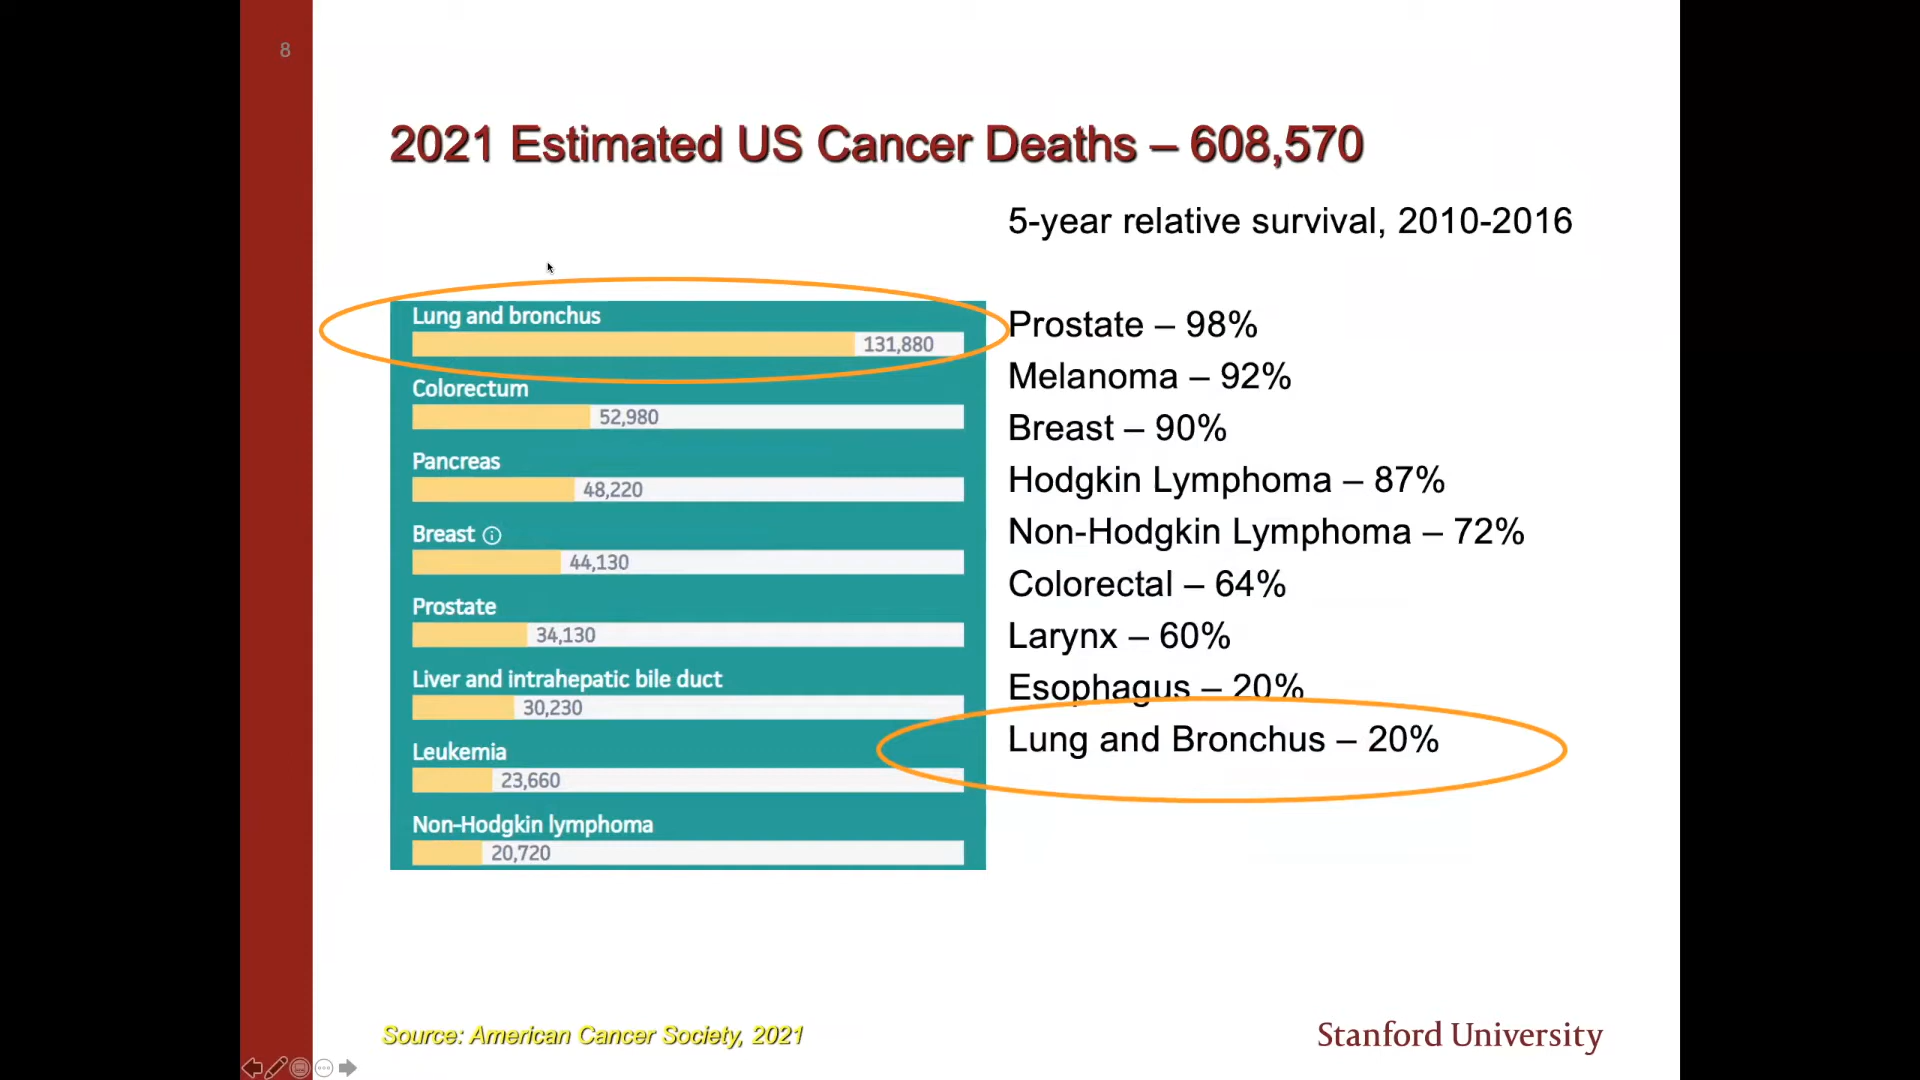 8
2021 Estimated US Cancer Deaths – 608,570
5-year relative survival, 2010-2016
Lung and bronchus
131,880
Colorectum
52,980
Pancreas
48,220
Breast
44,130
Prostate
34,130
Liver and intrahepatic bile duct
30,230
Leukemia
23,660
Non-Hodgkin lymphoma
20,720
Prostate – 98%
Melanoma – 92%
Breast – 90%
Hodgkin Lymphoma – 87%
Non-Hodgkin Lymphoma – 72%
Colorectal – 64%
Larynx – 60%
Esophagus – 20%
Lung and Bronchus – 20%
Source: American Cancer Society, 2021
Stanford University